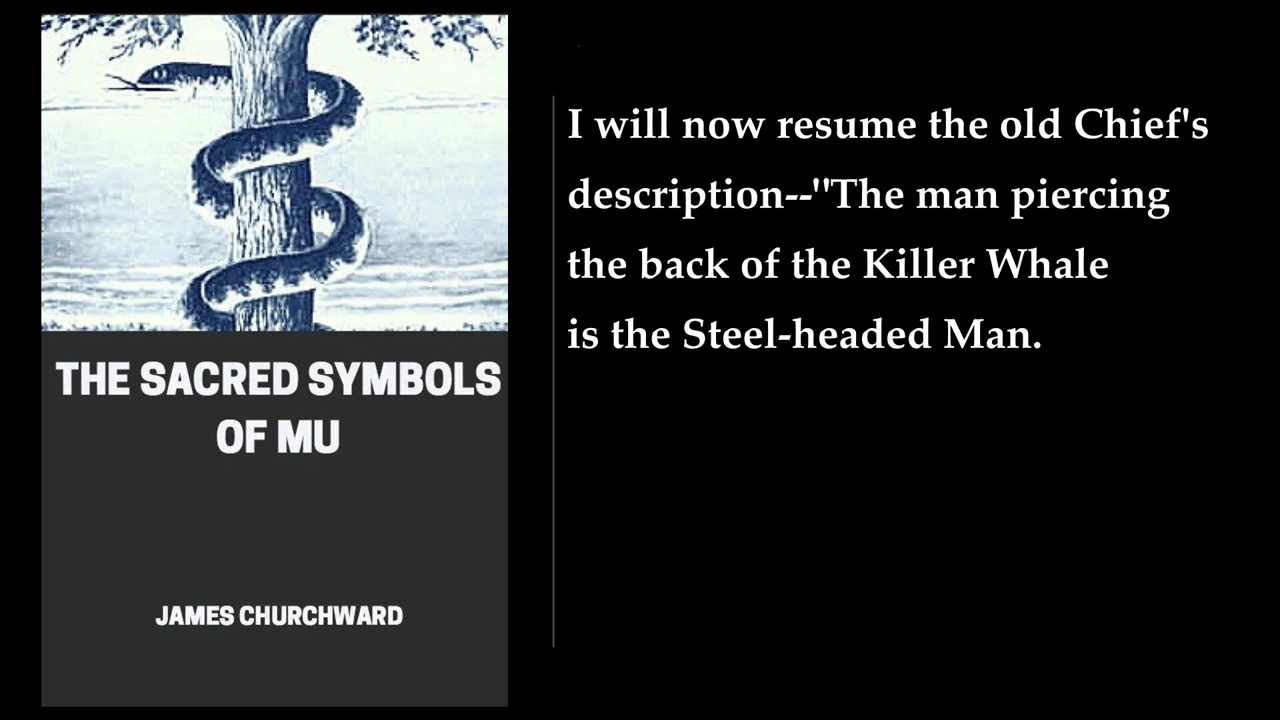 THE SACRED SYMBOLS
OF MU
JAMES CHURCHWARD
I will now resume the old Chief's
description--"The man piercing
the back of the Killer Whale
is the Steel-headed Man.